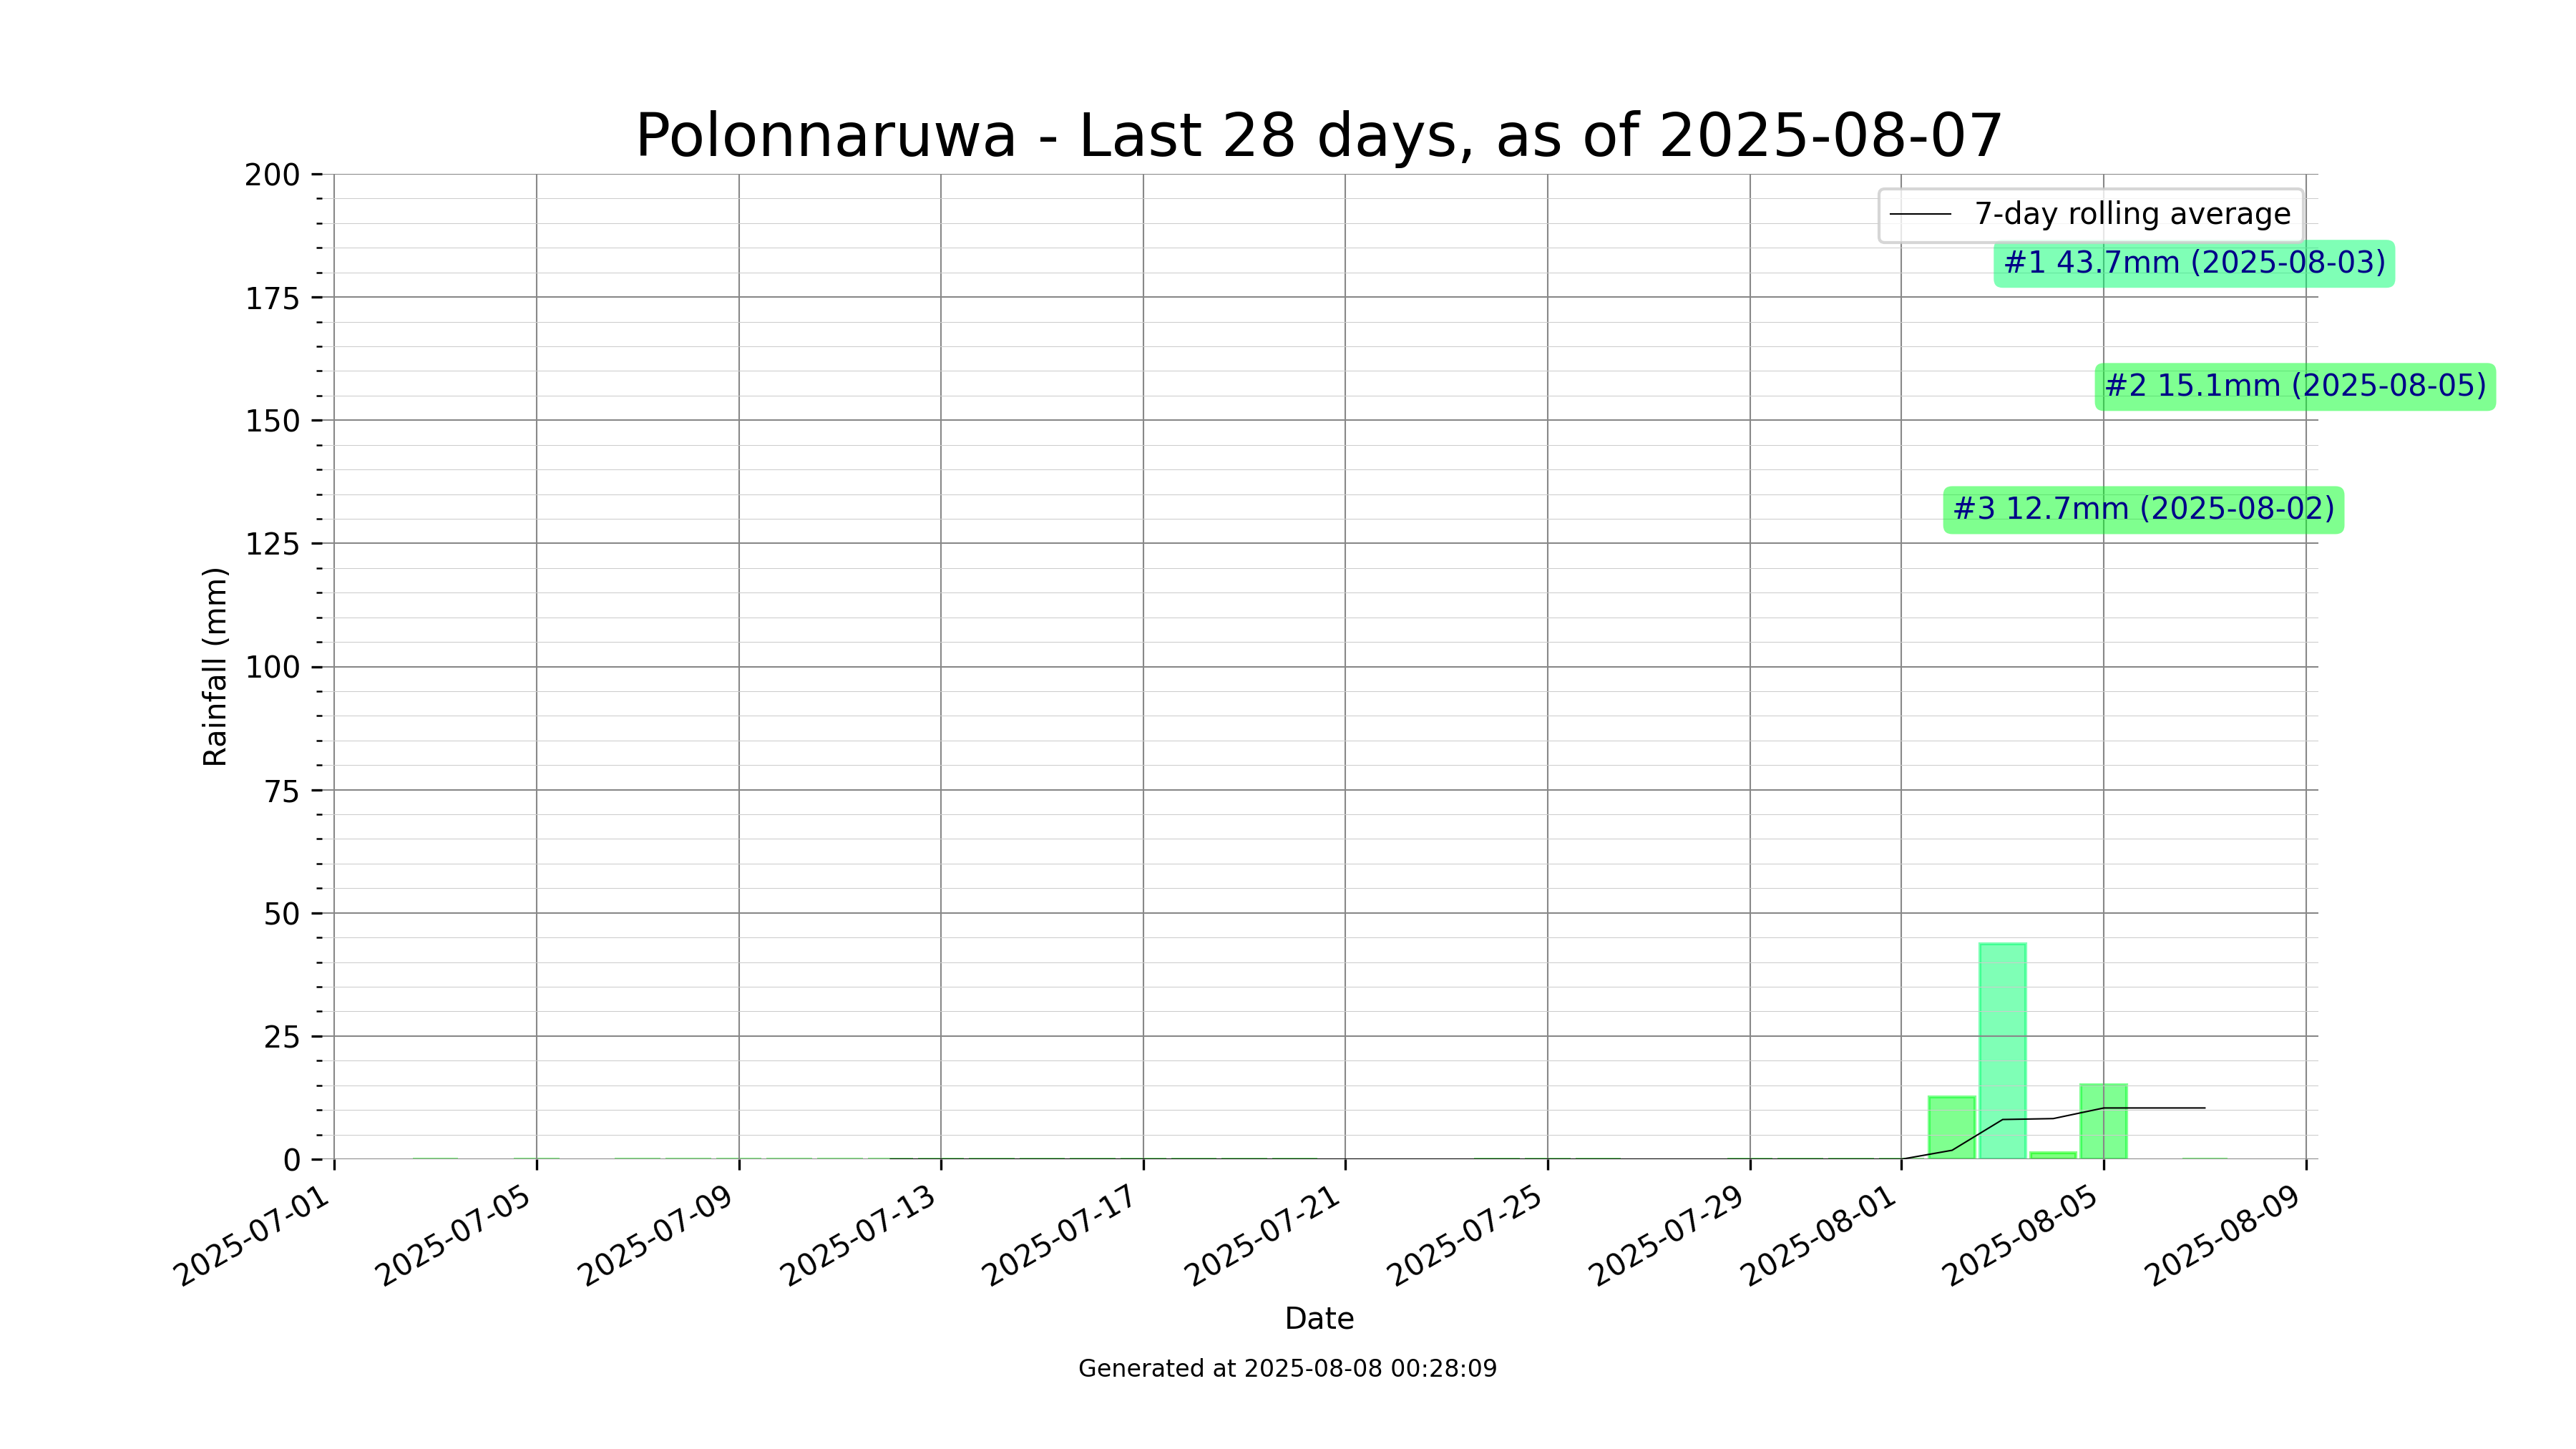 Polonnaruwa - Last 28 days, as of 2025-08-07
7-day rolling average
#1 43.7mm (2025-08-03)
#2 15.1mm (2025-08-05)
#3 12.7mm (2025-08-02)
Rainfall (mm)
200
175
150
125
100
75
50
25
0
2025-07-01
2025-07-05
2025-07-09
2025-07-13
2025-07-17
2025-07-21
2025-07-25
2025-07-29
2025-08-01
2025-08-05
2025-08-09
Date
Generated at 2025-08-08 00:28:09